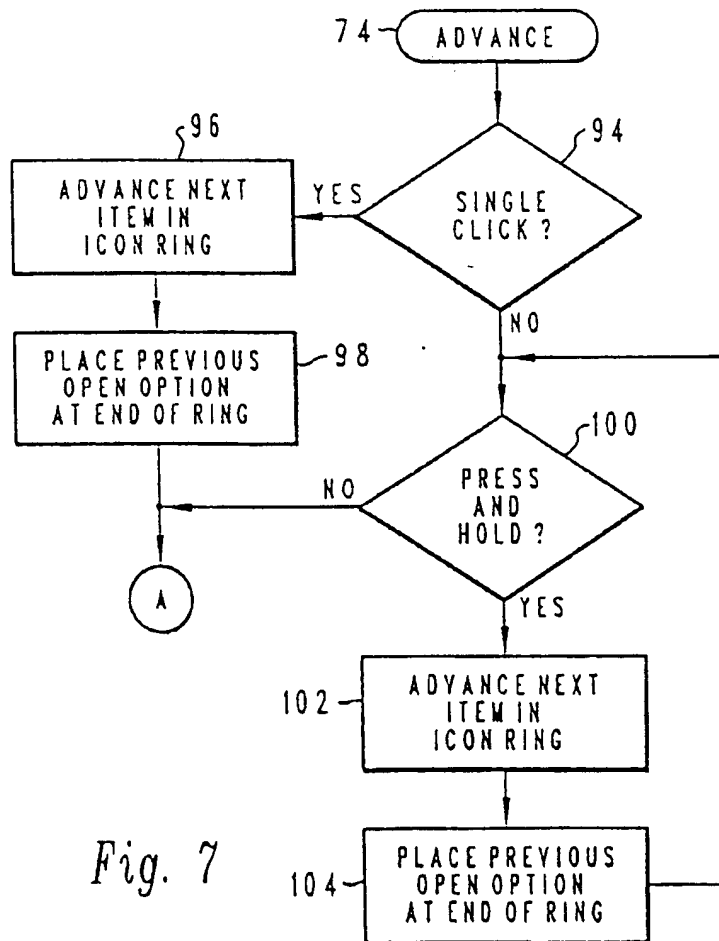 74
ADVANCE
94
SINGLE
CLICK?
YES
96
ADVANCE NEXT
ITEM IN
ICON RING
NO
PLACE PREVIOUS
OPEN OPTION
AT END OF RING
98
100
PRESS
AND
HOLD?
NO
A
YES
102
ADVANCE NEXT
ITEM IN
ICON RING
104
PLACE PREVIOUS
OPEN OPTION
AT END OF RING
Fig. 7